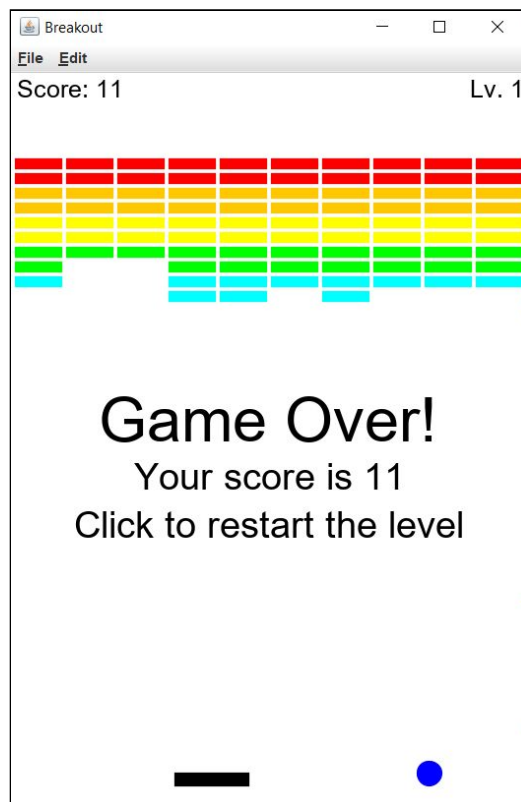 Breakout
File Edit
Score: 11 Lv. 1
Game Over!
Your score is 11
Click to restart the level